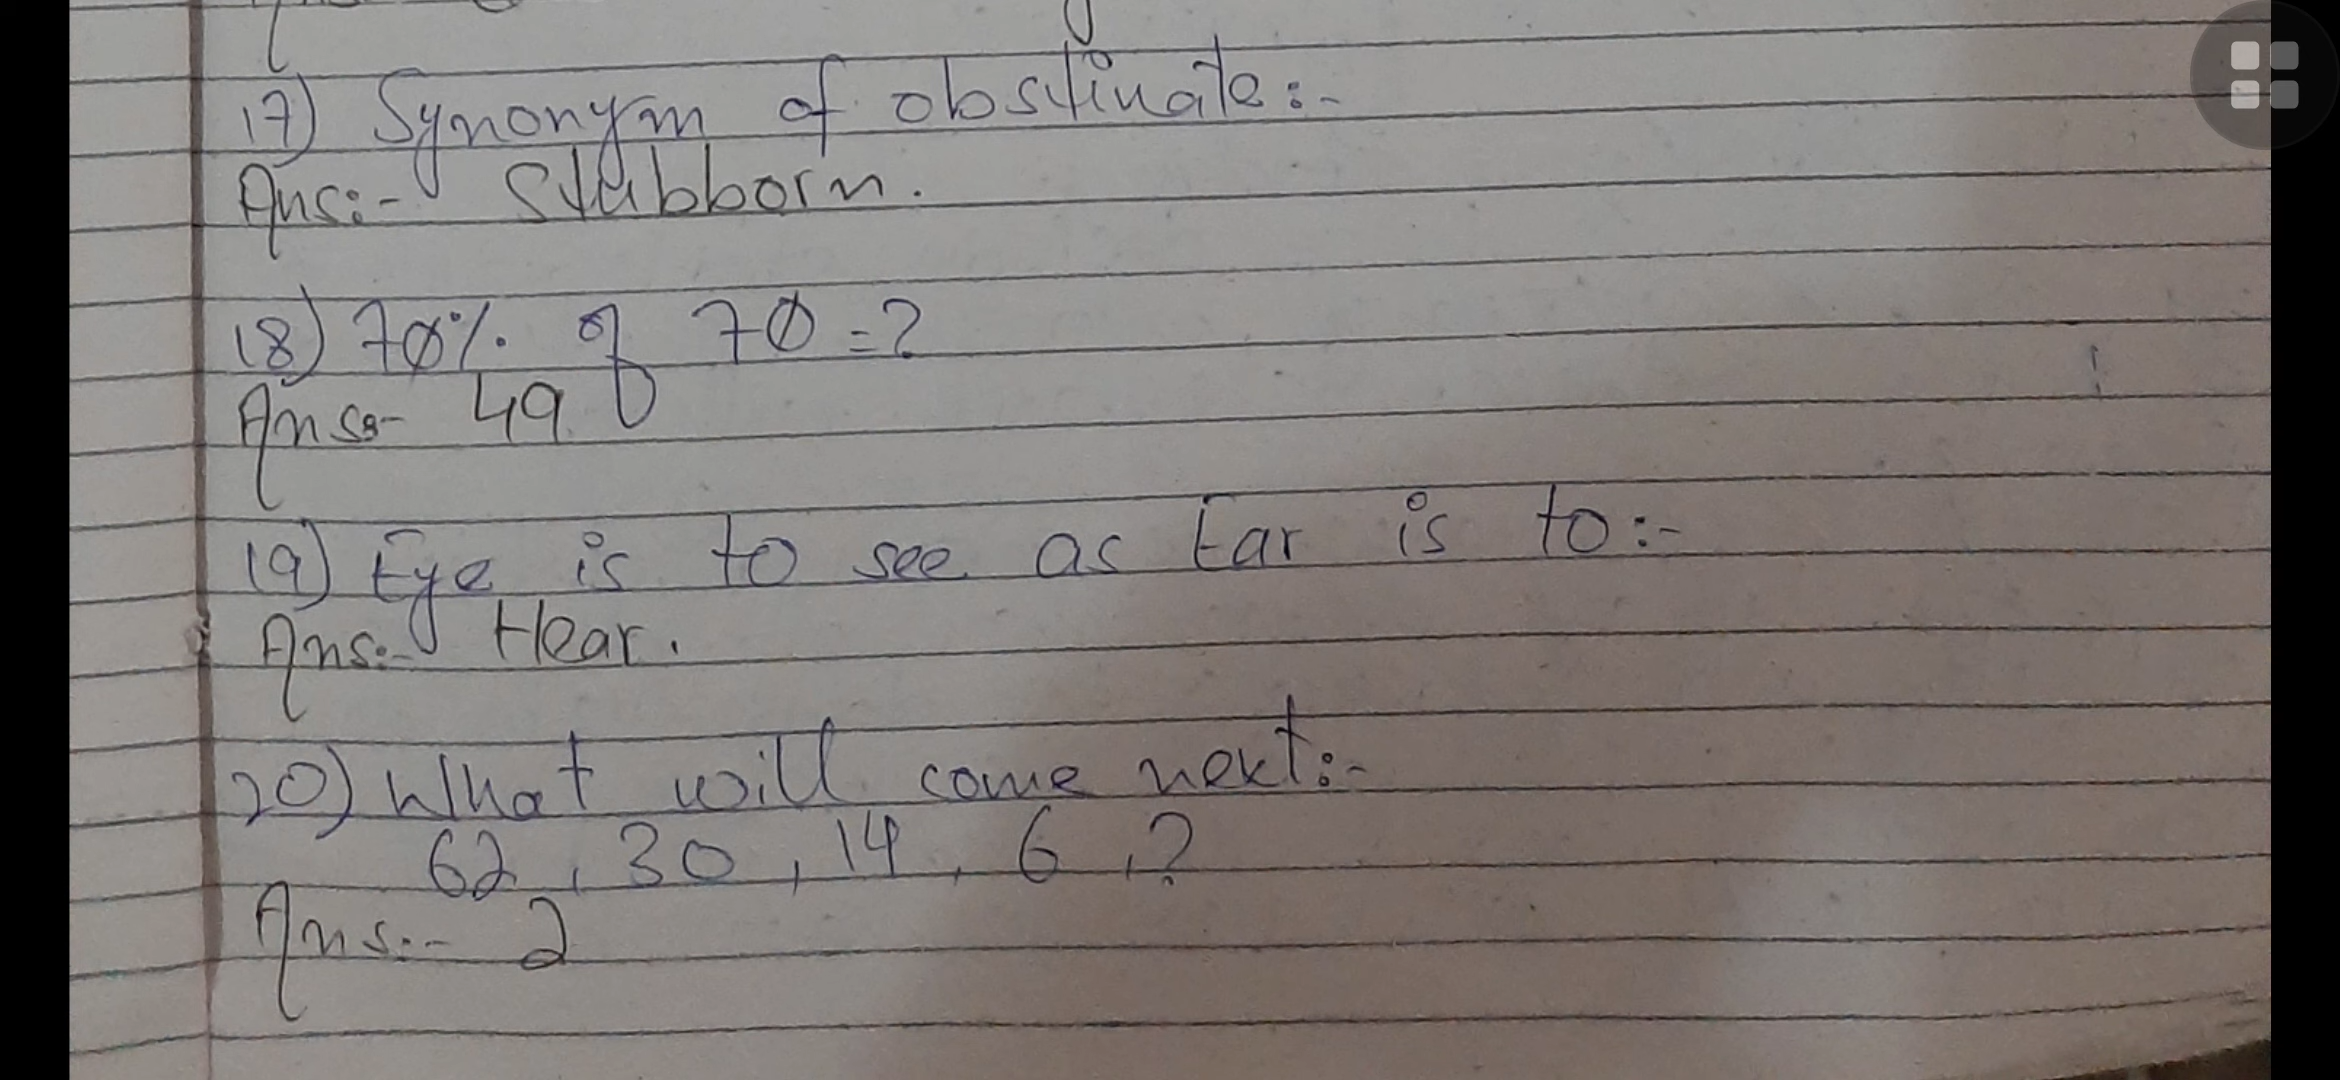 17) Synonym of obstinate:-
Ans:- Stubborn.
18) 70% of 70 = ?
Ans:- 49.
19) Eye is to see as Ear is to:-
Ans:- Hear.
20) What will come next:-
62, 30, 14, 6, ?
Ans:- 2